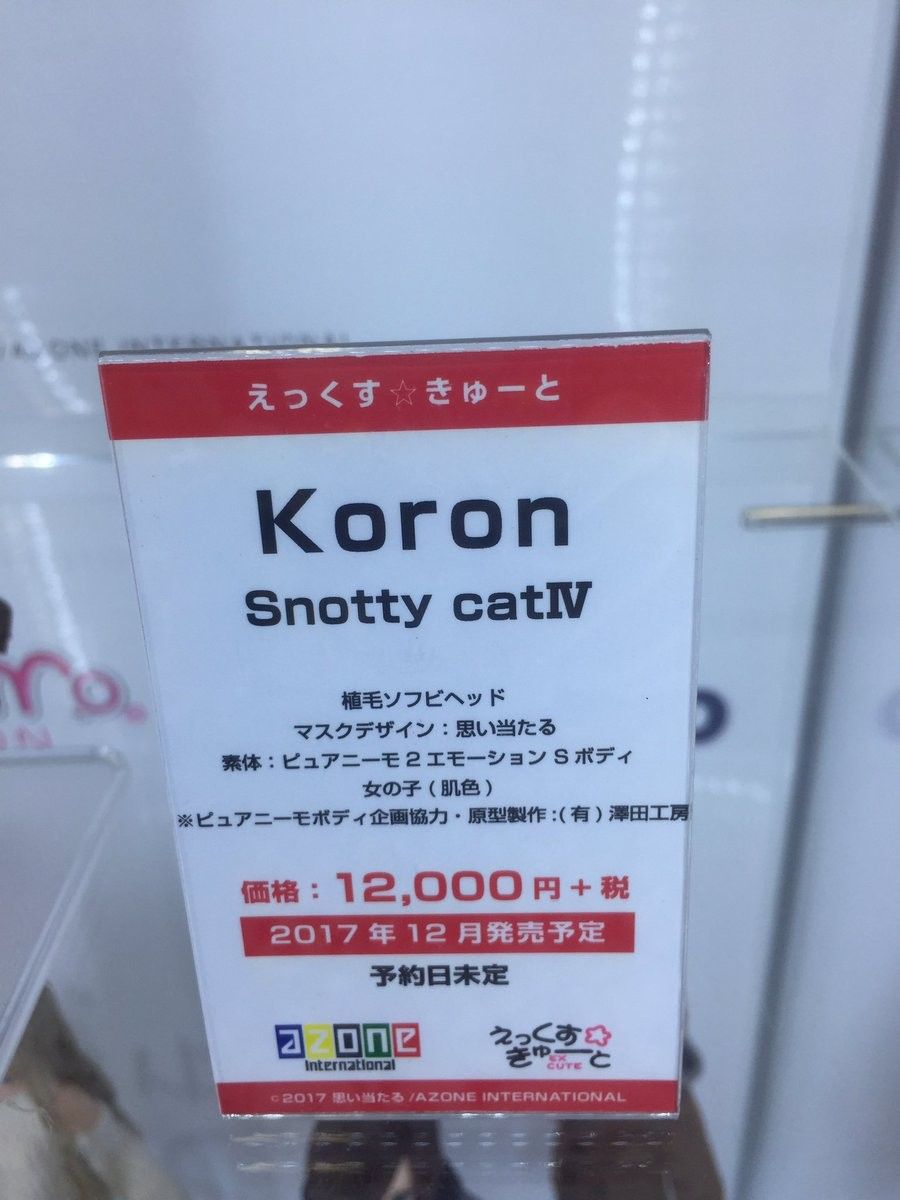 AZONE INTERNATIONAL
えっくす☆きゅーと
Koron
Snotty catⅣ
植毛ソフビヘッド
マスクデザイン：思い当たる
素体：ピュアニーモ2エモーションSボディ
女の子(肌色)
※ピュアニーモボディ企画協力・原型製作：(有)澤田工房
価格：12,000円+税
2017年12月発売予定
予約日未定
azone
international
えっくす
きゅーと
EX
CUTE
©2017 思い当たる/AZONE INTERNATIONAL